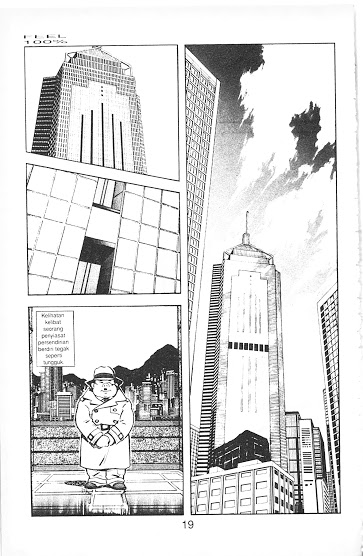 FEEL
100%
Kelihatan
kelibat
seorang
penyiasat
persendirian
berdiri tegak
seperti
tunggul.
19